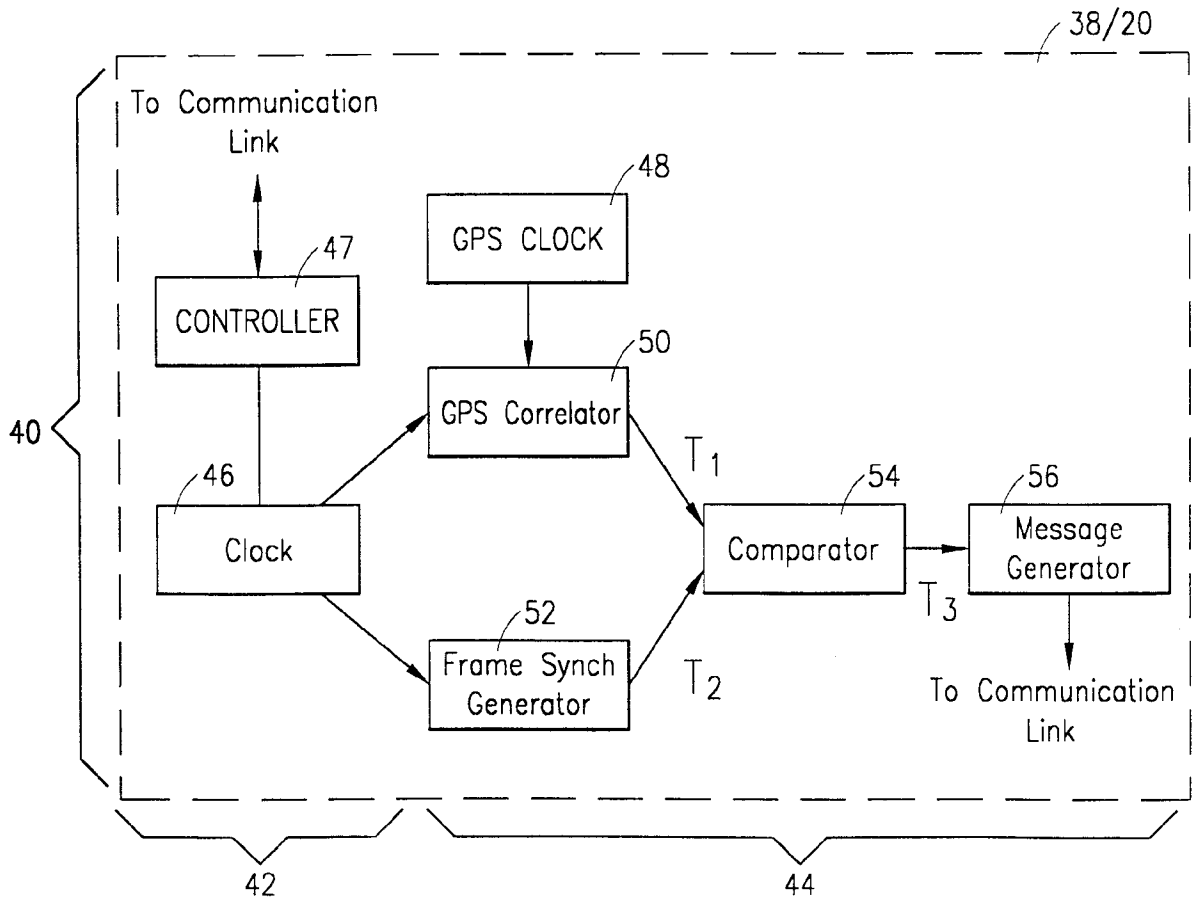 38/20
To Communication
Link
48
GPS CLOCK
47
CONTROLLER
50
GPS Correlator
40
T1
46
Clock
54
Comparator
56
Message
Generator
T3
52
Frame Synch
Generator
T2
To Communication
Link
42
44